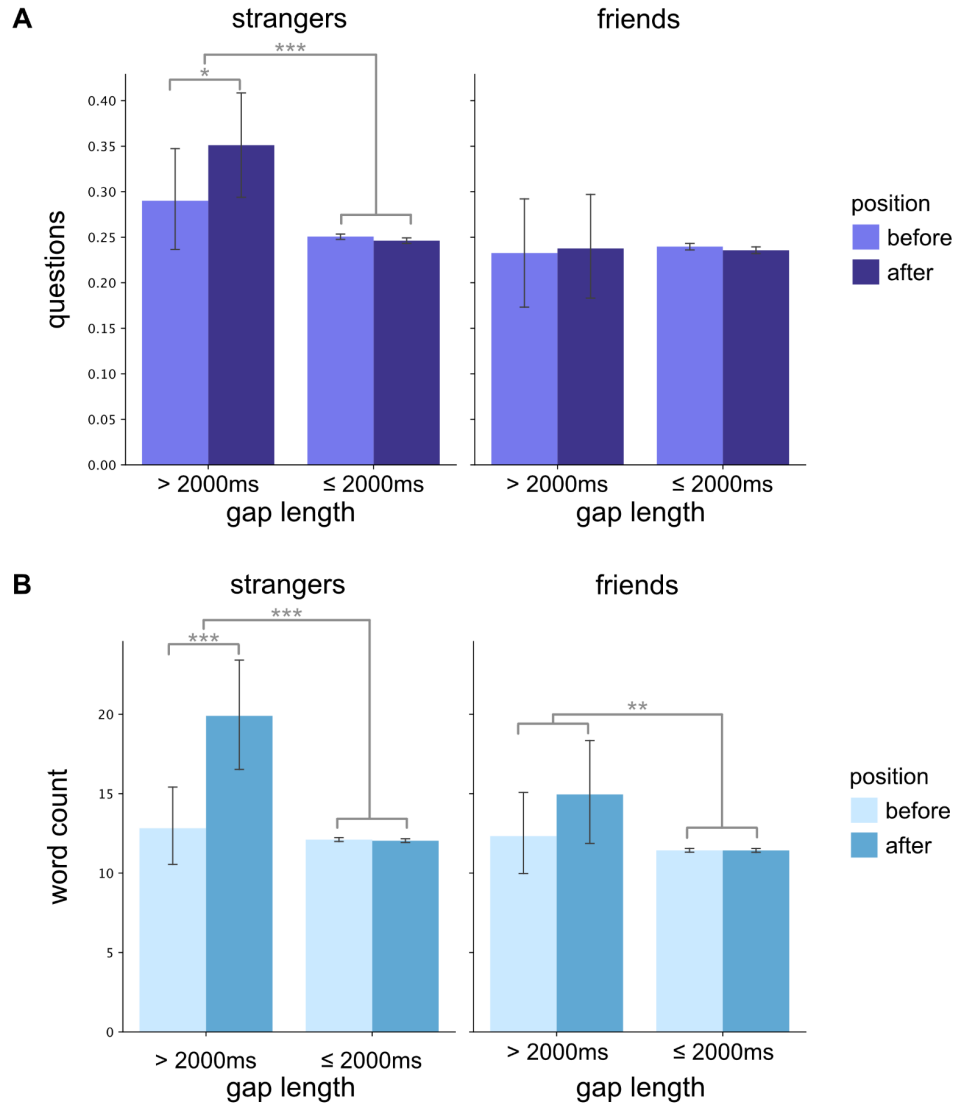 A
strangers
friends
***
*
0.40
0.35
0.30
0.25
0.20
0.15
0.10
0.05
0.00
questions
position
before
after
> 2000ms
≤ 2000ms
> 2000ms
≤ 2000ms
gap length
gap length
B
strangers
friends
***
***
**
20
15
10
5
0
word count
position
before
after
> 2000ms
≤ 2000ms
> 2000ms
≤ 2000ms
gap length
gap length